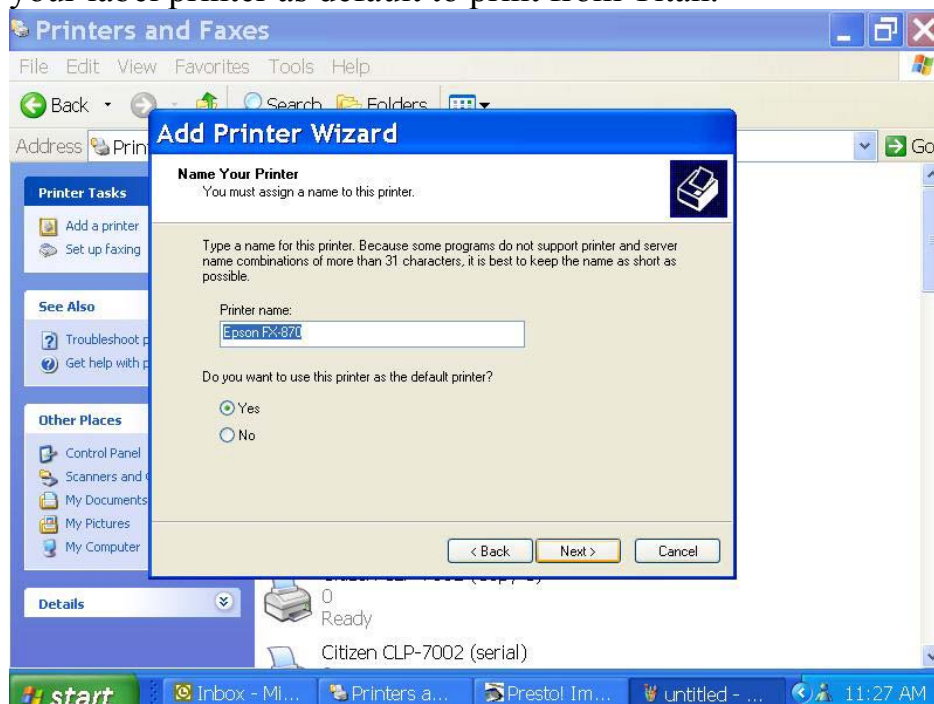 Printers and Faxes
File Edit View Favorites Tools Help
Back Search Folders
Address Go
Add Printer Wizard
Name Your Printer
You must assign a name to this printer.
Type a name for this printer. Because some programs do not support printer and server
name combinations of more than 31 characters, it is best to keep the name as short as
possible.
Printer name:
Epson FX-870
Do you want to use this printer as the default printer?
Yes
No
< Back Next > Cancel
Printer Tasks
Add a printer
Set up faxing
See Also
Troubleshoot
Get help with
Other Places
Control Panel
Scanners and
My Documents
My Pictures
My Computer
Details
0
Ready
Citizen CLP-7002 (serial)
start Inbox - Mi... Printers a... Presto! Im... untitled - ... 11:27 AM